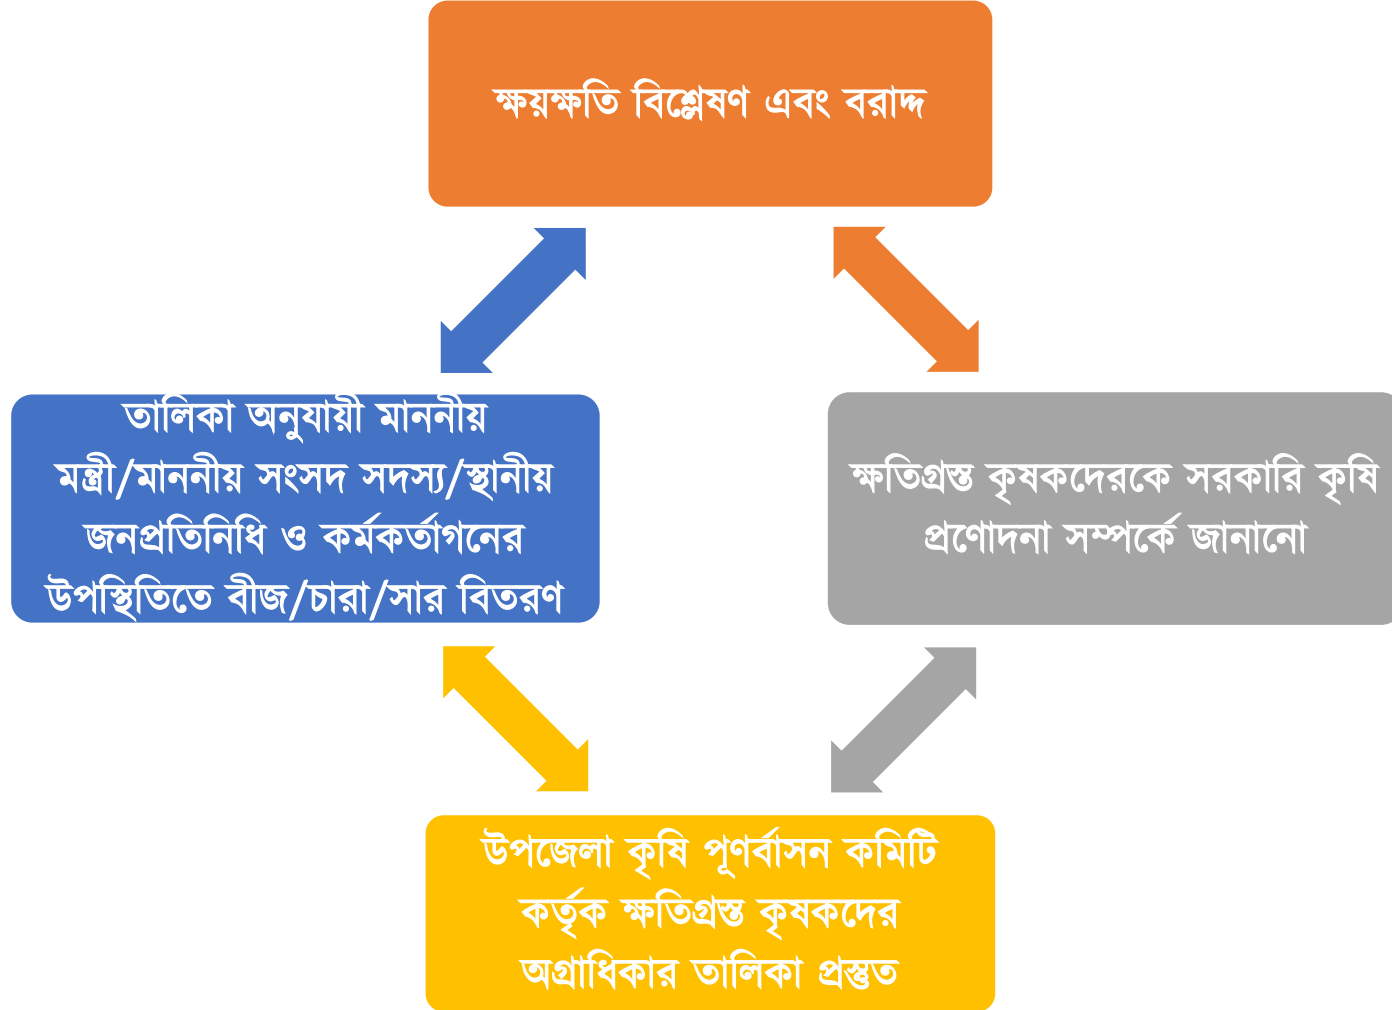 ক্ষয়ক্ষতি বিশ্লেষণ এবং বরাদ্দ
তালিকা অনুযায়ী মাননীয়
মন্ত্রী/মাননীয় সংসদ সদস্য/স্থানীয়
জনপ্রতিনিধি ও কর্মকর্তাগনের
উপস্থিতিতে বীজ/চারা/সার বিতরণ
ক্ষতিগ্রস্ত কৃষকদেরকে সরকারি কৃষি
প্রণোদনা সম্পর্কে জানানো
উপজেলা কৃষি পূণর্বাসন কমিটি
কর্তৃক ক্ষতিগ্রস্ত কৃষকদের
অগ্রাধিকার তালিকা প্রস্তুত